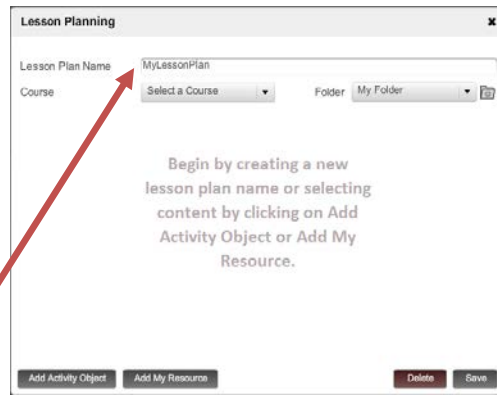 Lesson Planning x
Lesson Plan Name MyLessonPlan
Course Select a Course Folder My Folder
Begin by creating a new
lesson plan name or selecting
content by clicking on Add
Activity Object or Add My
Resource.
Add Activity Object Add My Resource Delete Save